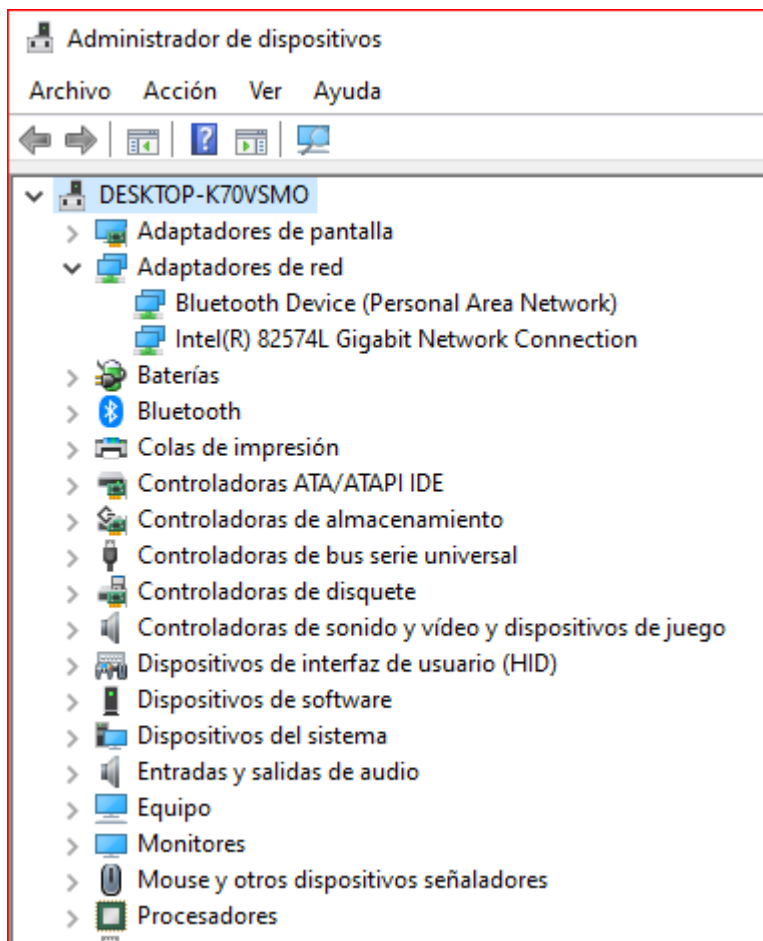 Administrador de dispositivos
Archivo Acción Ver Ayuda
DESKTOP-K70VSMO
Adaptadores de pantalla
Adaptadores de red
Bluetooth Device (Personal Area Network)
Intel(R) 82574L Gigabit Network Connection
Baterías
Bluetooth
Colas de impresión
Controladoras ATA/ATAPI IDE
Controladoras de almacenamiento
Controladoras de bus serie universal
Controladoras de disquete
Controladoras de sonido y vídeo y dispositivos de juego
Dispositivos de interfaz de usuario (HID)
Dispositivos de software
Dispositivos del sistema
Entradas y salidas de audio
Equipo
Monitores
Mouse y otros dispositivos señaladores
Procesadores